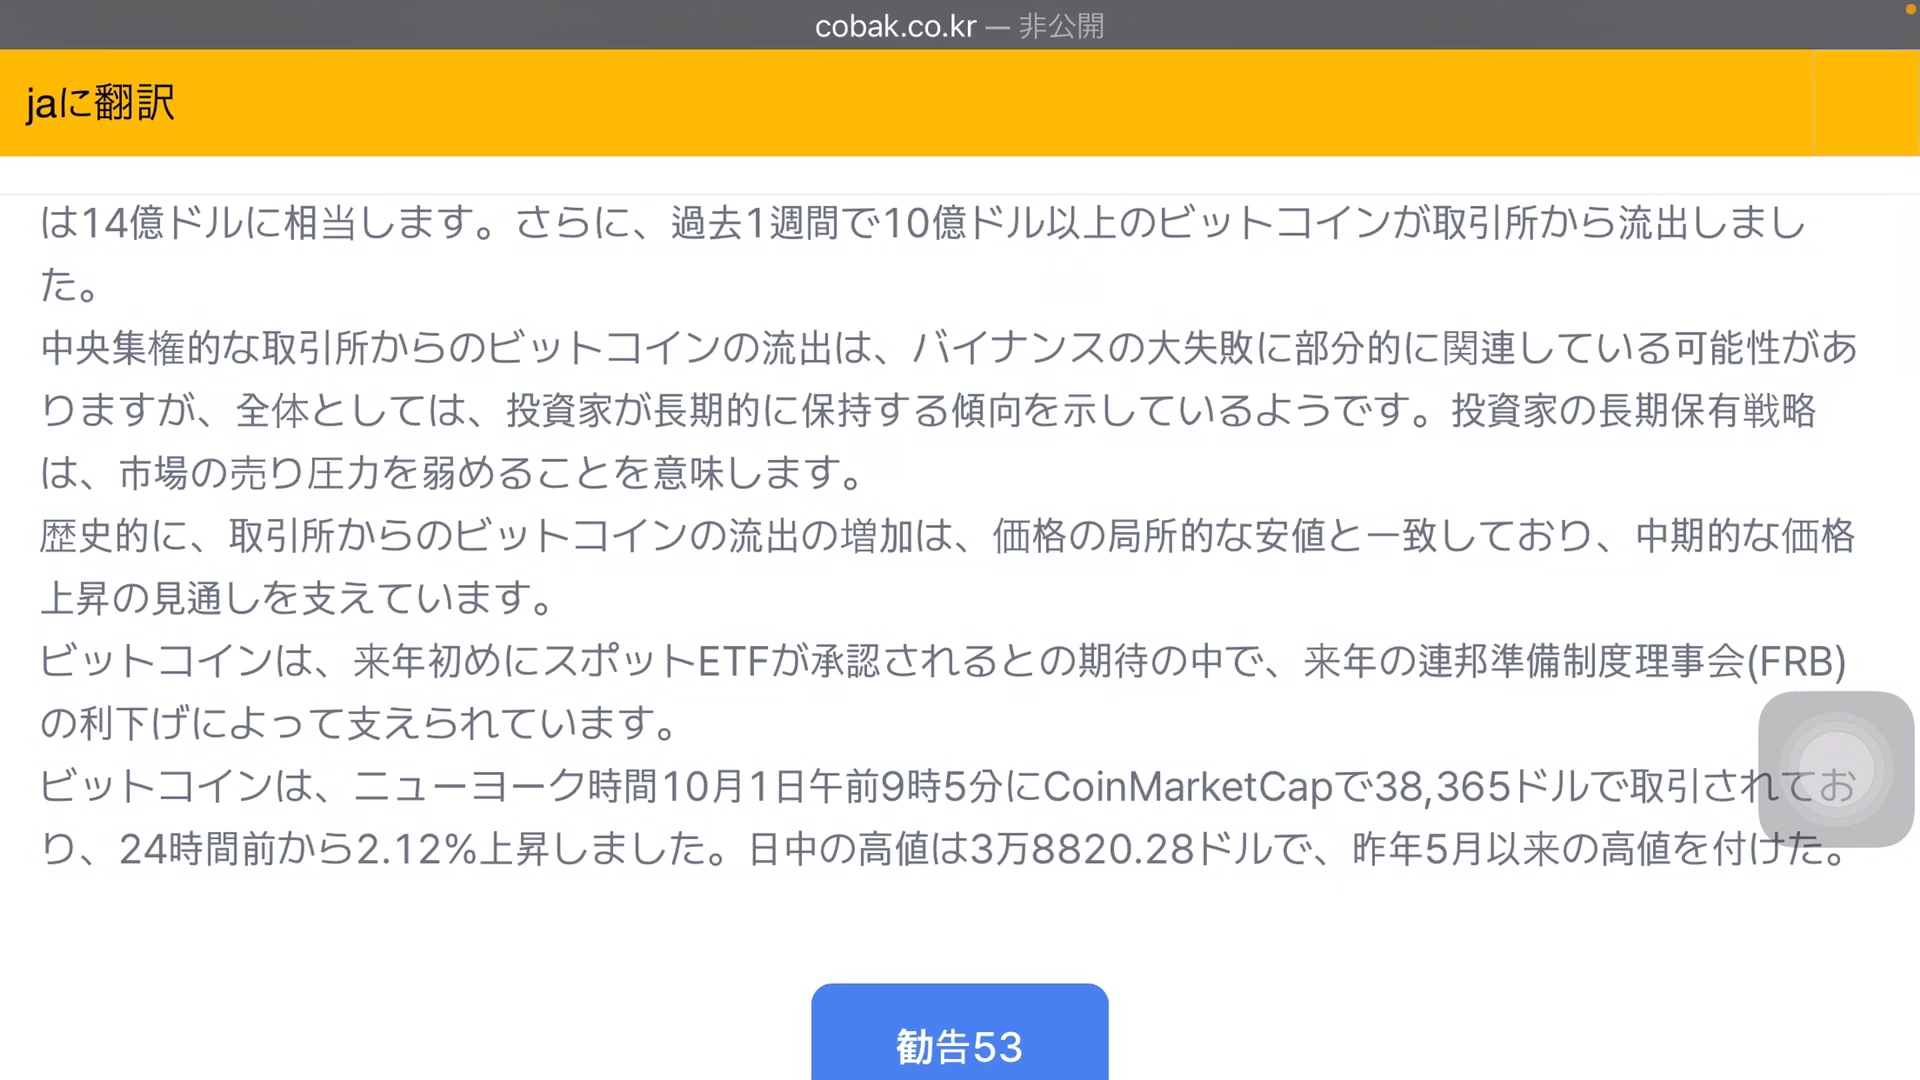 cobak.co.kr — 非公開
jaに翻訳
は14億ドルに相当します。さらに、過去1週間で10億ドル以上のビットコインが取引所から流出しまし
た。
中央集権的な取引所からのビットコインの流出は、バイナンスの大失敗に部分的に関連している可能性があ
りますが、全体としては、投資家が長期的に保持する傾向を示しているようです。投資家の長期保有戦略
は、市場の売り圧力を弱めることを意味します。
歴史的に、取引所からのビットコインの流出の増加は、価格の局所的な安値と一致しており、中期的な価格
上昇の見通しを支えています。
ビットコインは、来年初めにスポットETFが承認されるとの期待の中で、来年の連邦準備制度理事会(FRB)
の利下げによって支えられています。
ビットコインは、ニューヨーク時間10月1日午前9時5分にCoinMarketCapで38,365ドルで取引されてお
り、24時間前から2.12%上昇しました。日中の高値は3万8820.28ドルで、昨年5月以来の高値を付けた。
勧告53